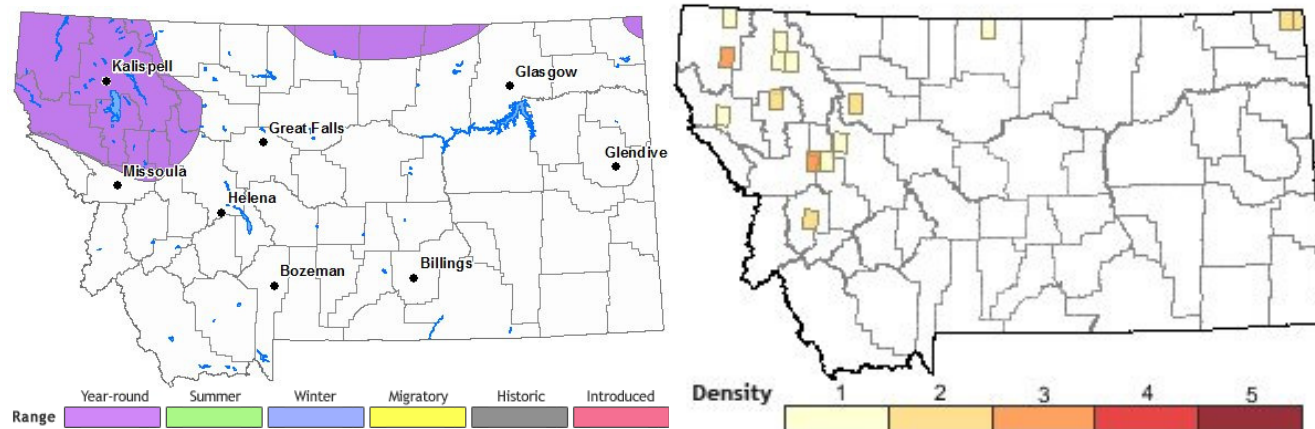 Kalispell
Glasgow
Great Falls
Glendive
Missoula
Helena
Bozeman
Billings
Range Year-round Summer Winter Migratory Historic Introduced
Density 1 2 3 4 5